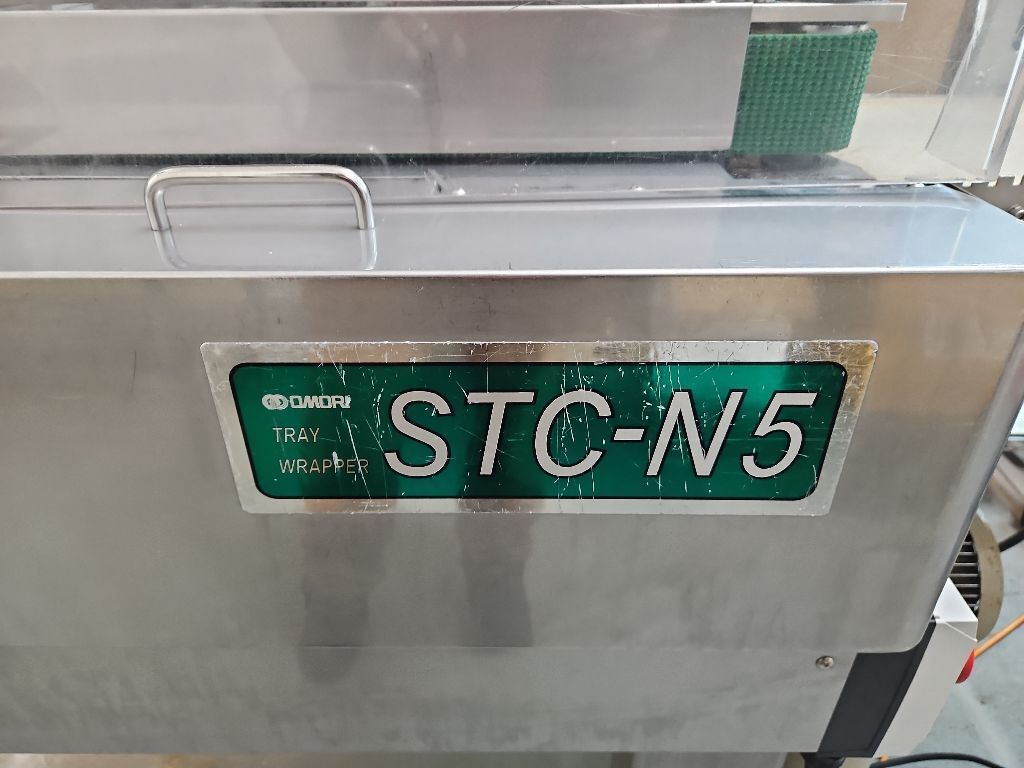 OMORI
TRAY
WRAPPER
STC-N5